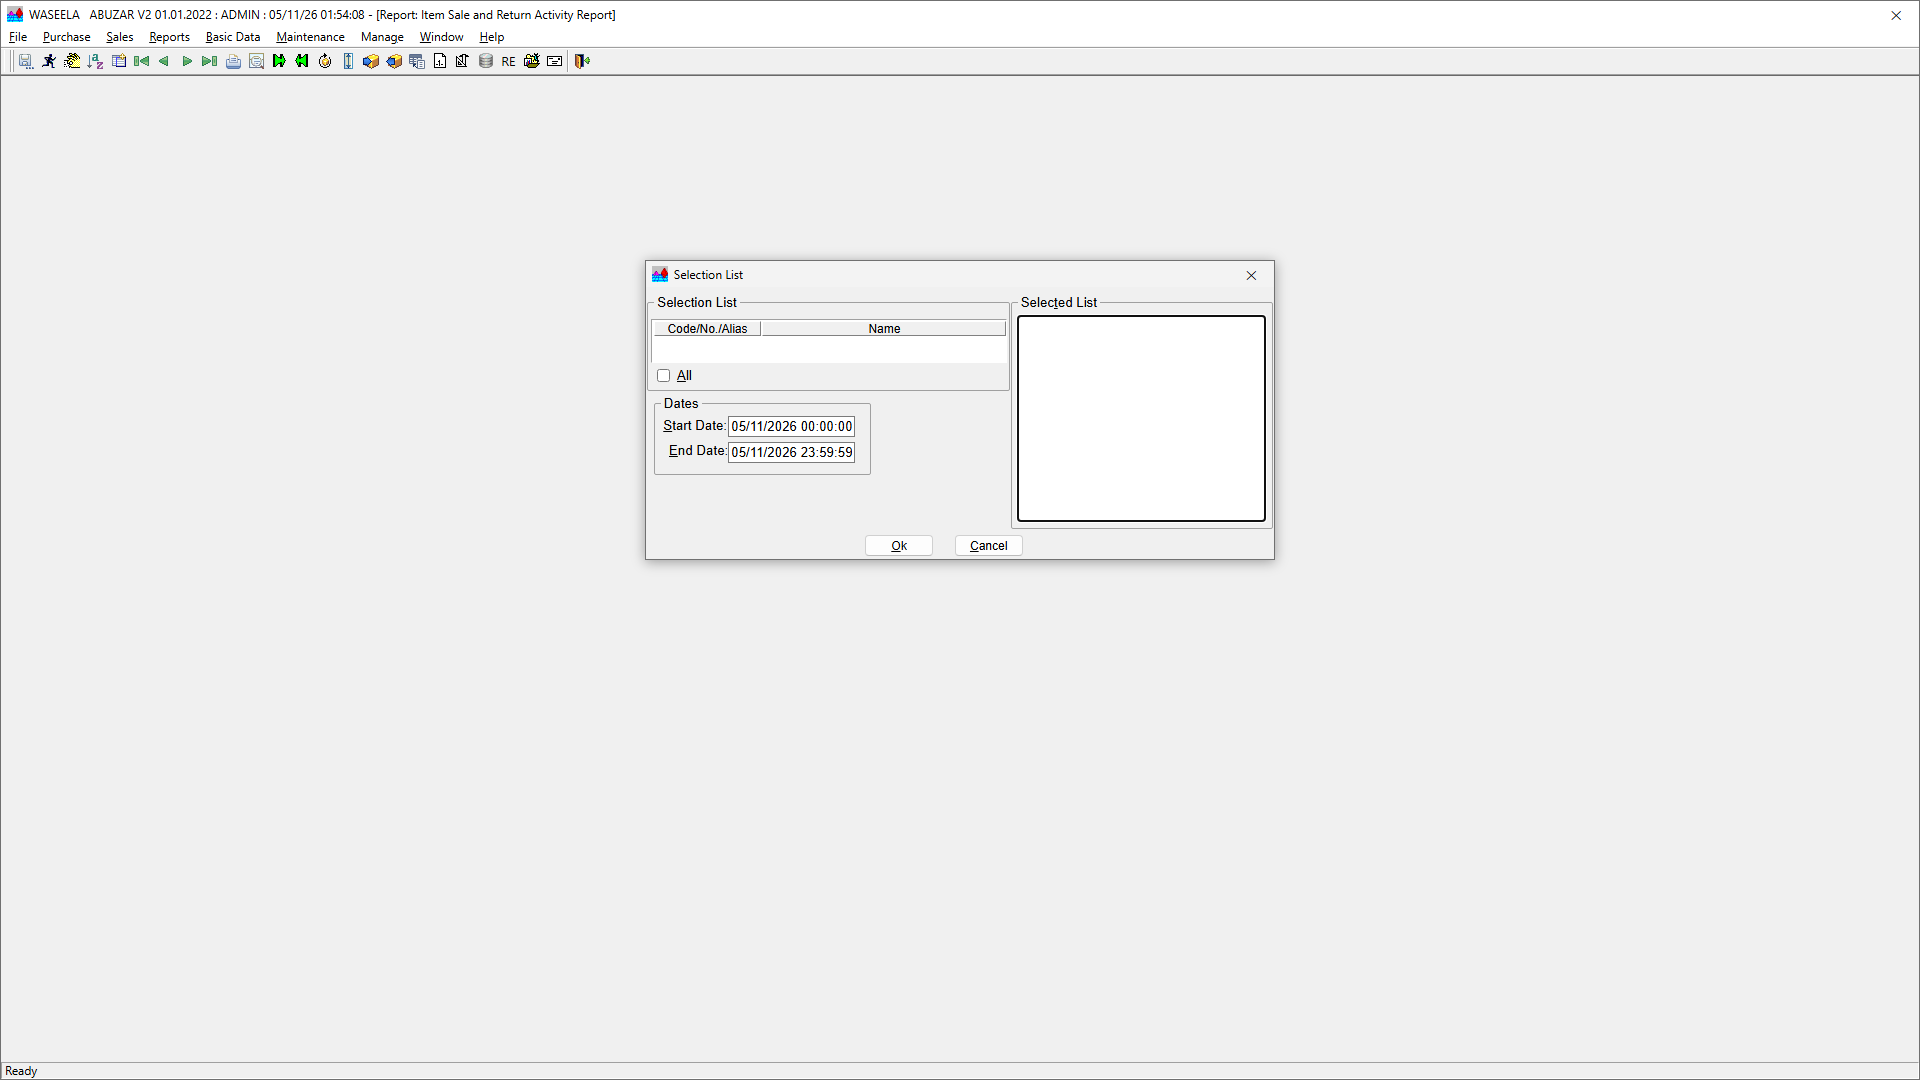 WASEELA   ABUZAR V2 01.01.2022 : ADMIN : 05/11/26 01:54:08 - [Report: Item Sale and Return Activity Report]
File Purchase Sales Reports Basic Data Maintenance Manage Window Help
RE
Selection List
Selection List
Selected List
Code/No./Alias Name
All
Dates
Start Date: 05/11/2026 00:00:00
End Date: 05/11/2026 23:59:59
Ok Cancel
Ready